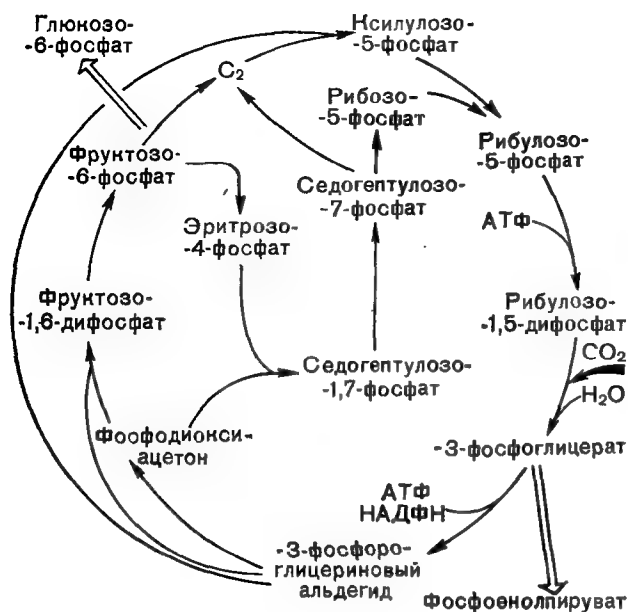 Глюкозо-
-6-фосфат
Ксилулозо-
-5-фосфат
C2
Рибозо-
-5-фосфат
Рибулозо-
-5-фосфат
Фруктозо-
-6-фосфат
Седогептулозо-
-7-фосфат
Эритрозо-
-4-фосфат
АТФ
Фруктозо-
-1,6-дифосфат
Рибулозо-
-1,5-дифосфат
CO2
Седогептулозо-
-1,7-фосфат
H2O
Фоофодиокси-
ацетон
-3-фосфоглицерат
АТФ
НАДФН
-3-фосфоро-
глицериновый
альдегид
Фосфоенолпируват